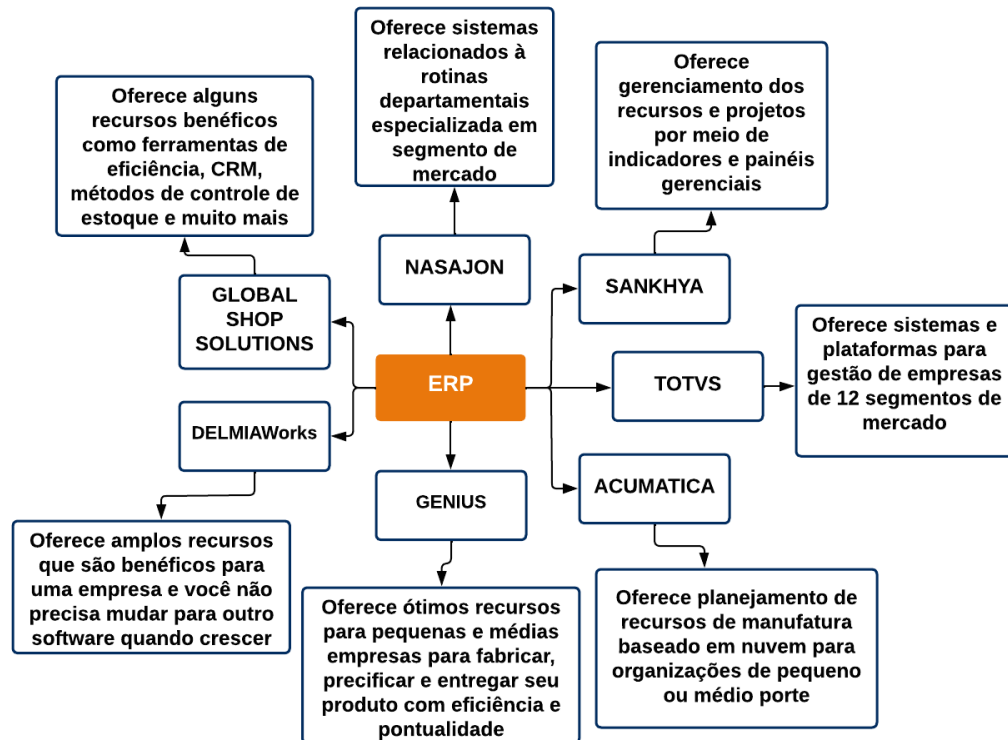 Oferece sistemas
relacionados à
rotinas
departamentais
especializada em
segmento de
mercado
Oferece
gerenciamento dos
recursos e projetos
por meio de
indicadores e painéis
gerenciais
Oferece alguns
recursos benéficos
como ferramentas de
eficiência, CRM,
métodos de controle de
estoque e muito mais
NASAJON
SANKHYA
GLOBAL
SHOP
SOLUTIONS
Oferece sistemas e
plataformas para
gestão de empresas
de 12 segmentos de
mercado
ERP
TOTVS
DELMIAWorks
GENIUS
ACUMATICA
Oferece amplos recursos
que são benéficos para
uma empresa e você não
precisa mudar para outro
software quando crescer
Oferece ótimos recursos
para pequenas e médias
empresas para fabricar,
precificar e entregar seu
produto com eficiência e
pontualidade
Oferece planejamento de
recursos de manufatura
baseado em nuvem para
organizações de pequeno
ou médio porte